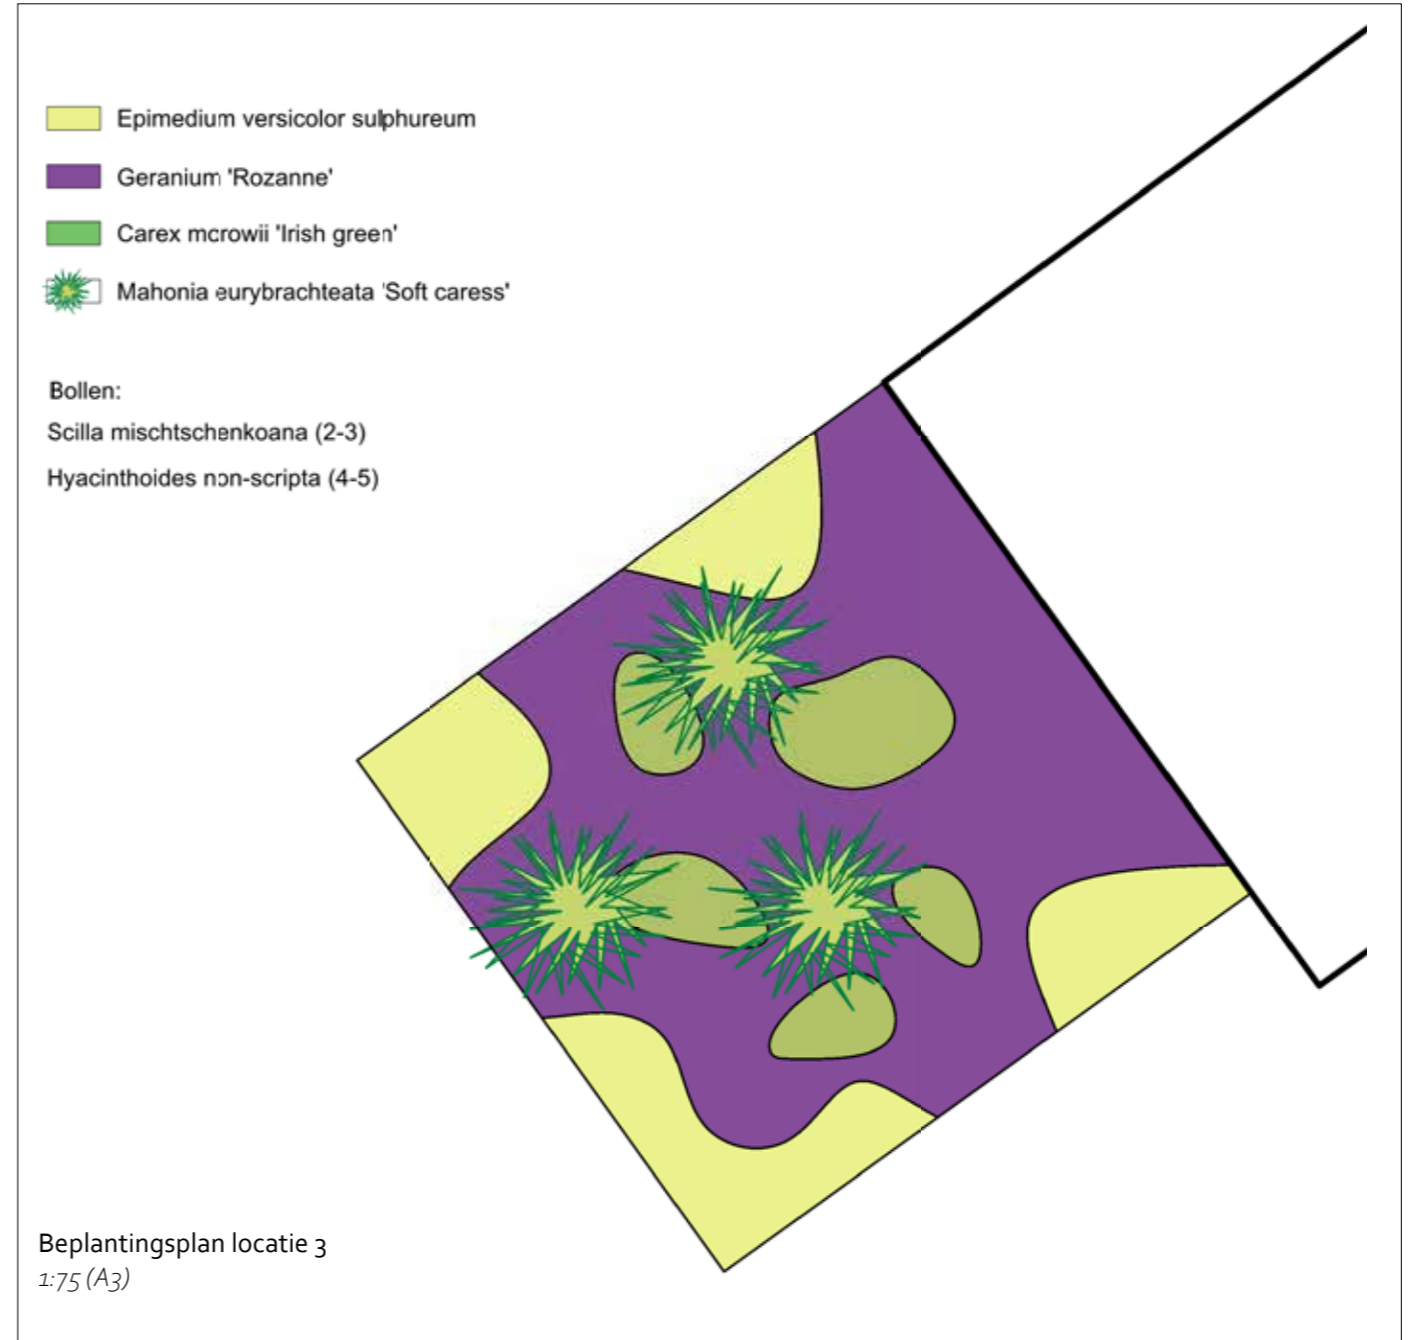 Epimedium versicolor sulphureum
Geranium 'Rozanne'
Carex mcrowii 'Irish green'
Mahonia eurybrachteata 'Soft caress'
Bollen:
Scilla mischtschenkoana (2-3)
Hyacinthoides non-scripta (4-5)
Beplantingsplan locatie 3
1:75 (A3)